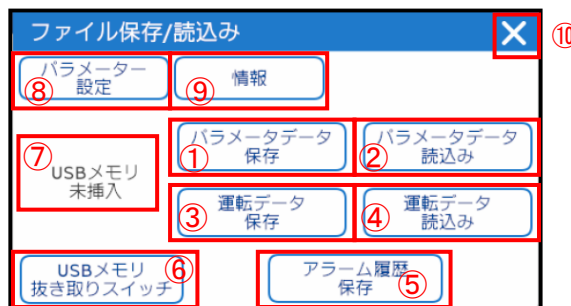 ファイル保存/読込み
⑩
パラメーター
設定
⑧
情報
⑨
⑦
USBメモリ
未挿入
パラメータデータ
保存
①
パラメータデータ
読込み
②
運転データ
保存
③
運転データ
読込み
④
USBメモリ
抜き取りスイッチ
⑥
アラーム履歴
保存
⑤